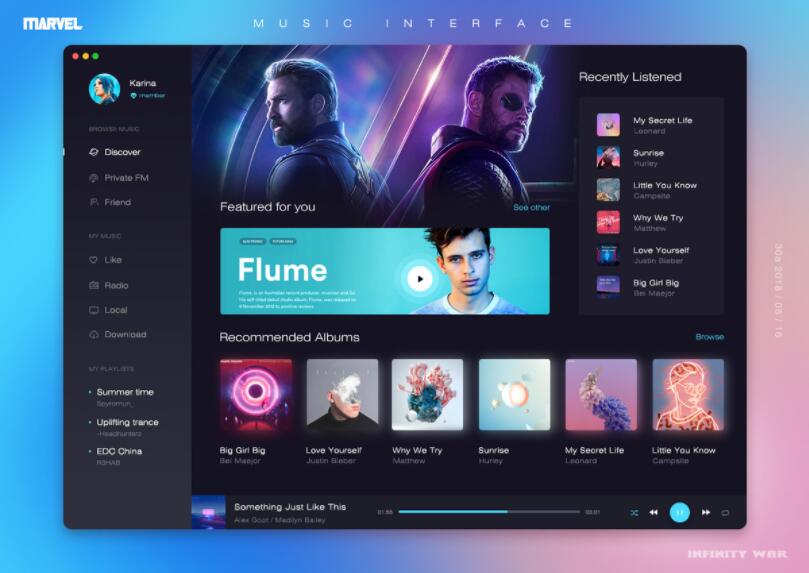 MARVEL
MUSIC INTERFACE
Karina
member
BROWSE MUSIC
Discover
Private FM
Friend
MY MUSIC
Like
Radio
Local
Download
MY PLAYLISTS
Summer time
Spyromun_
Uplifting trance
-Headhunterz
EDC China
R3HAB
Featured for you
See other
ELECTRONIC
FUTURE BASS
Flume
Flume, is an Australian record producer, musician and DJ.
His self-titled debut studio album, Flume, was released on
9 November 2012 to positive reviews
Recommended Albums
Browse
Big Girl Big
Bei Maejor
Love Yourself
Justin Bieber
Why We Try
Matthew
Sunrise
Hurley
My Secret Life
Leonard
Little You Know
Campsite
Recently Listened
My Secret Life
Leonard
Sunrise
Hurley
Little You Know
Campsite
Why We Try
Matthew
Love Yourself
Justin Bieber
Big Girl Big
Bei Maejor
Something Just Like This
Alex Goot / Madilyn Bailey
01:55
03:01
30a 2018 / 05 / 16
INFINITY WAR